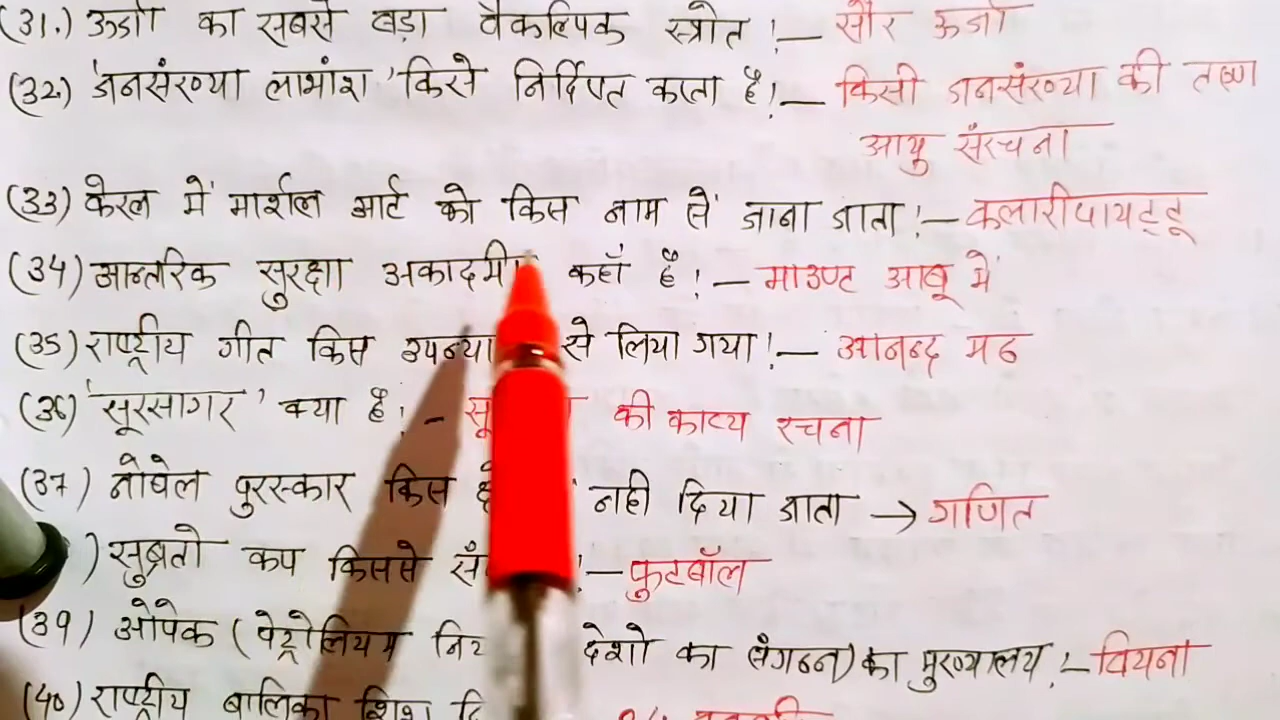 (31.) ऊर्जा का सबसे बड़ा वैकल्पिक स्त्रोत !— सौर ऊर्जा
(32) 'जनसंख्या लाभांश' किसे निर्दिष्ट करता है !— किसी जनसंख्या की तरुण
आयु संरचना
(33) केरल में मार्शल आर्ट को किस नाम से जाना जाता !— कलारीपायट्टू
(34) आन्तरिक सुरक्षा अकादमी कहाँ है !— माउण्ट आबू में
(35) राष्ट्रीय गीत किस से लिया गया !— आनन्द मठ
(36) 'सूरसागर' क्या है ! – की काव्य रचना
(37) नोबेल पुरस्कार किस नही दिया जाता → गणित
) सुब्रतो कप किससे !— फुटबॉल
(39) ओपेक (पेट्रोलियम देशो का संगठन) का मुख्यालय !— वियना
(40) राष्ट्रीय बालिका